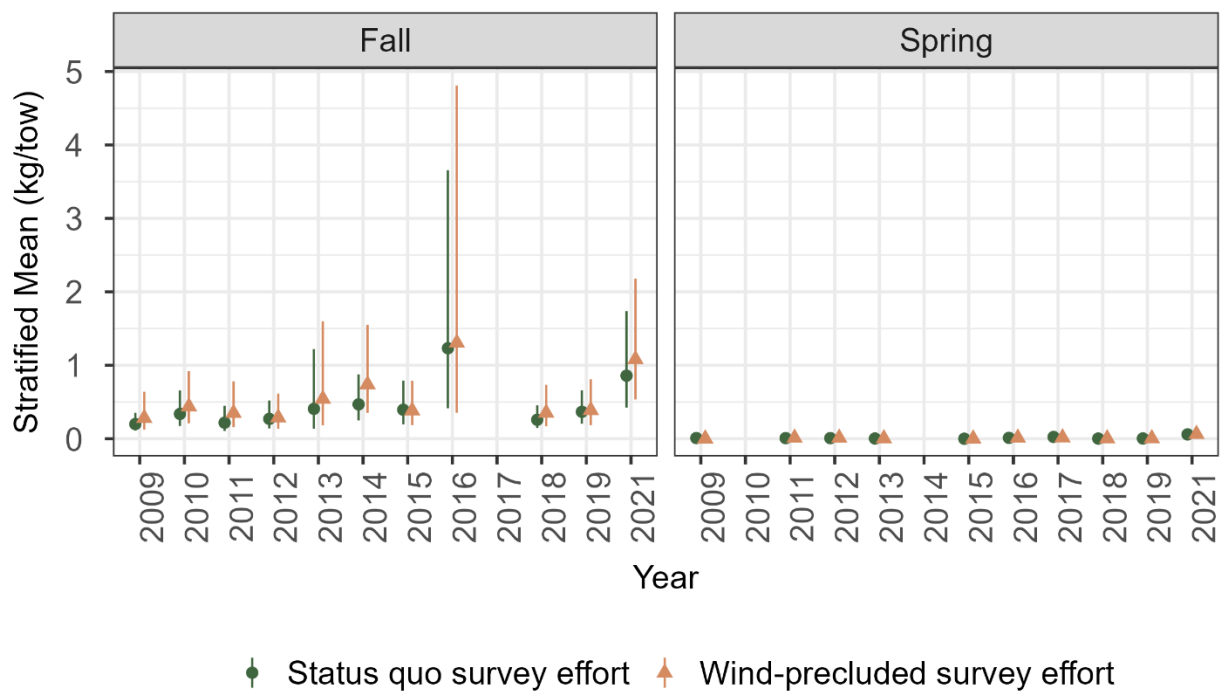 Fall Spring
Stratified Mean (kg/tow)
5
4
3
2
1
0
2009 2010 2011 2012 2013 2014 2015 2016 2017 2018 2019 2021 2009 2010 2011 2012 2013 2014 2015 2016 2017 2018 2019 2021
Year
Status quo survey effort Wind-precluded survey effort